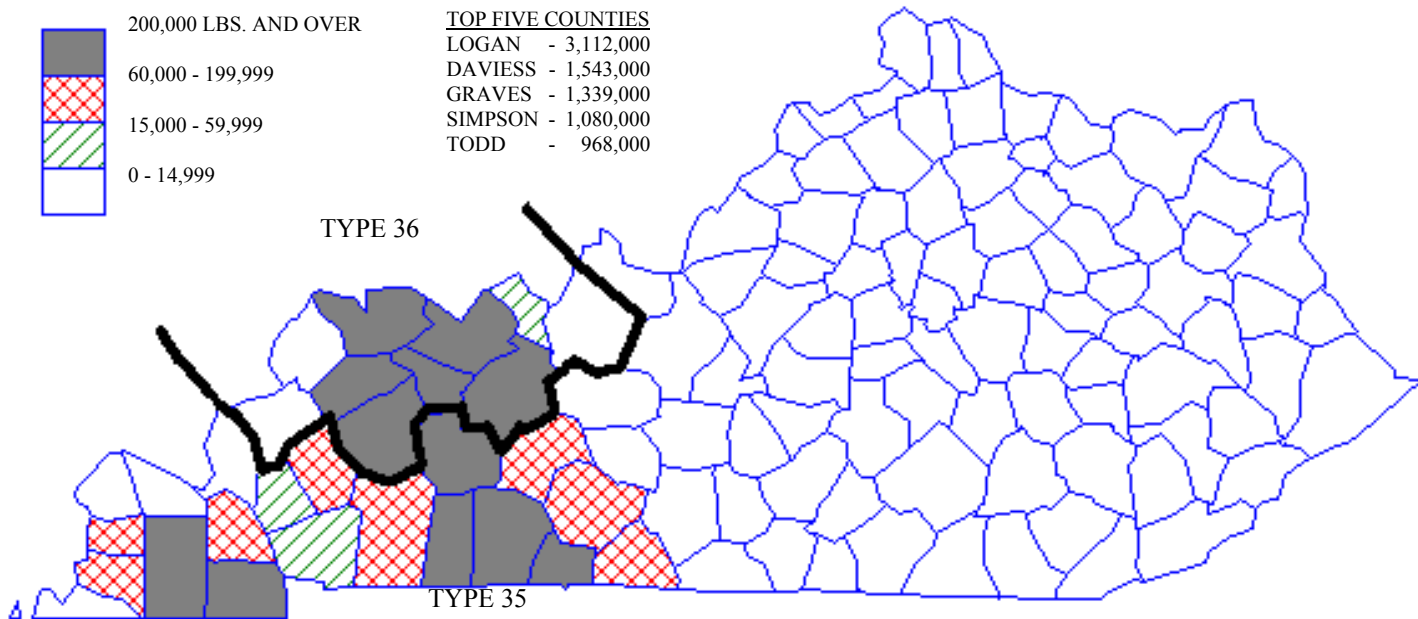 200,000 LBS. AND OVER
60,000 - 199,999
15,000 - 59,999
0 - 14,999
TOP FIVE COUNTIES
LOGAN - 3,112,000
DAVIESS - 1,543,000
GRAVES - 1,339,000
SIMPSON - 1,080,000
TODD - 968,000
TYPE 36
TYPE 35